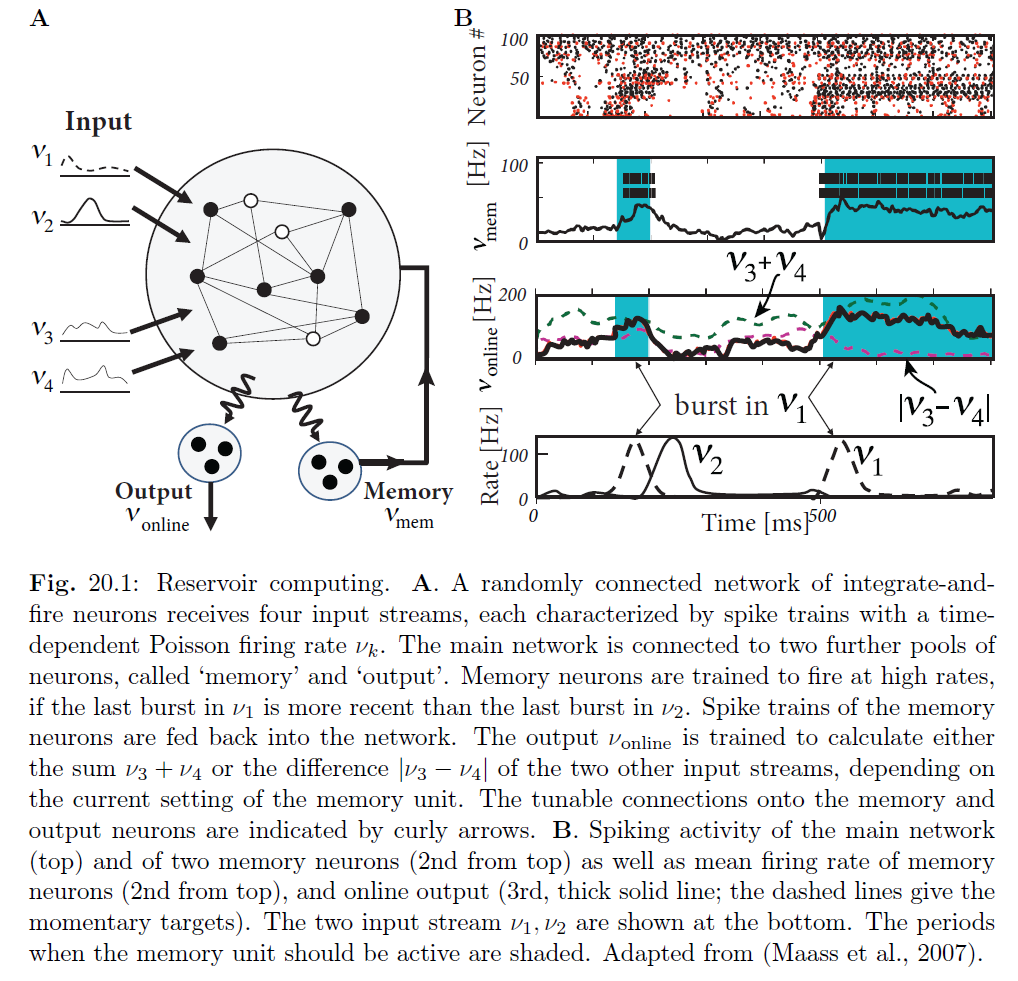 A
B
Input
ν1
ν2
ν3
ν4
Output
νonline
Memory
νmem
Neuron #
100
50
νmem [Hz]
100
0
ν3+ν4
νonline [Hz]
200
0
burst in ν1
|ν3−ν4|
Rate [Hz]
100
0
ν2
ν1
0
Time [ms]
500
Fig. 20.1: Reservoir computing. A. A randomly connected network of integrate-and-
fire neurons receives four input streams, each characterized by spike trains with a time-
dependent Poisson firing rate νk. The main network is connected to two further pools of
neurons, called ‘memory’ and ‘output’. Memory neurons are trained to fire at high rates,
if the last burst in ν1 is more recent than the last burst in ν2. Spike trains of the memory
neurons are fed back into the network. The output νonline is trained to calculate either
the sum ν3 + ν4 or the difference |ν3 − ν4| of the two other input streams, depending on
the current setting of the memory unit. The tunable connections onto the memory and
output neurons are indicated by curly arrows. B. Spiking activity of the main network
(top) and of two memory neurons (2nd from top) as well as mean firing rate of memory
neurons (2nd from top), and online output (3rd, thick solid line; the dashed lines give the
momentary targets). The two input stream ν1, ν2 are shown at the bottom. The periods
when the memory unit should be active are shaded. Adapted from (Maass et al., 2007).